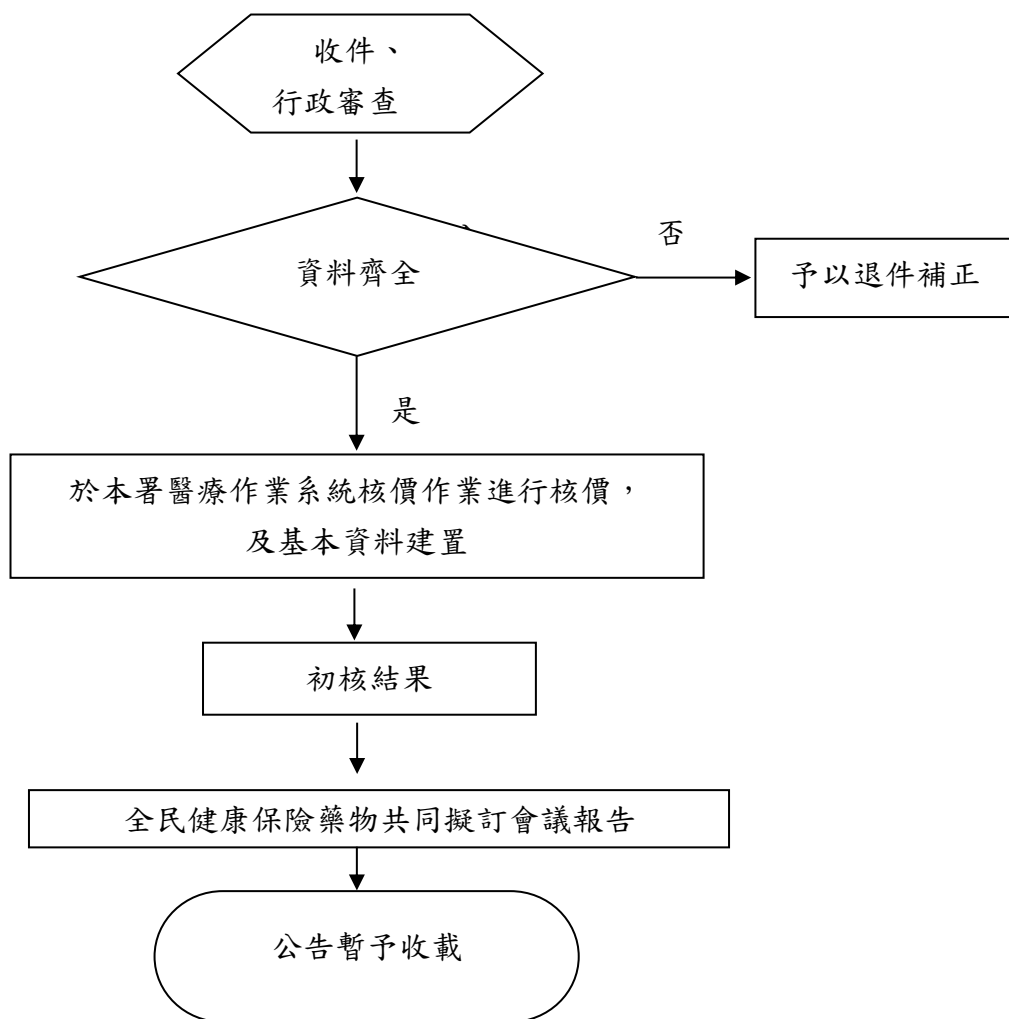 收件、
行政審查
資料齊全
否
予以退件補正
是
於本署醫療作業系統核價作業進行核價，
及基本資料建置
初核結果
全民健康保險藥物共同擬訂會議報告
公告暫予收載